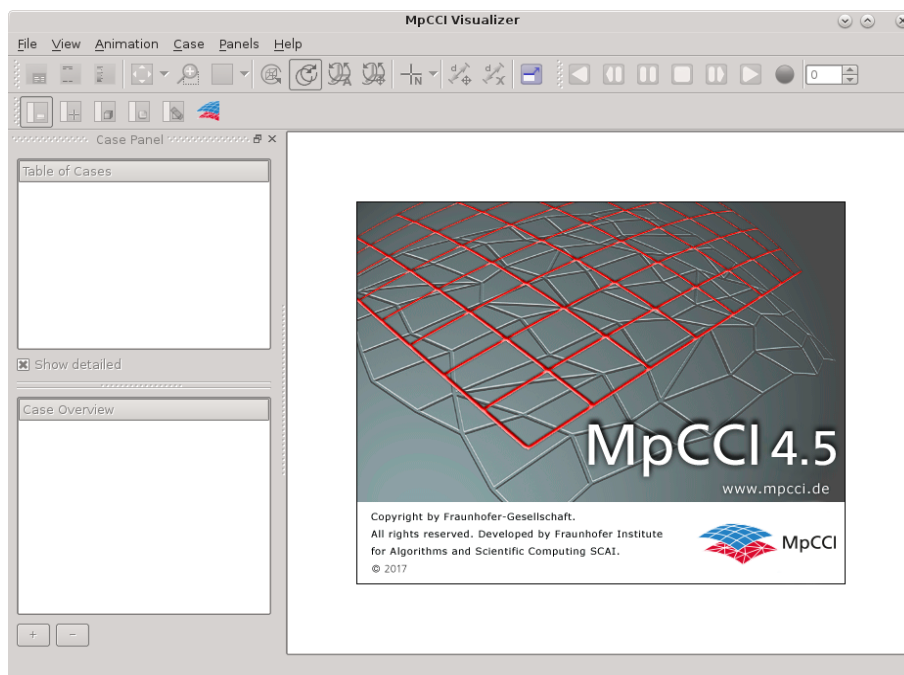 MpCCI Visualizer
File View Animation Case Panels Help
N A 0
Case Panel
Table of Cases
Show detailed
Case Overview
MpCCI 4.5
www.mpcci.de
Copyright by Fraunhofer-Gesellschaft.
All rights reserved. Developed by Fraunhofer Institute
for Algorithms and Scientific Computing SCAI.
© 2017
MpCCI